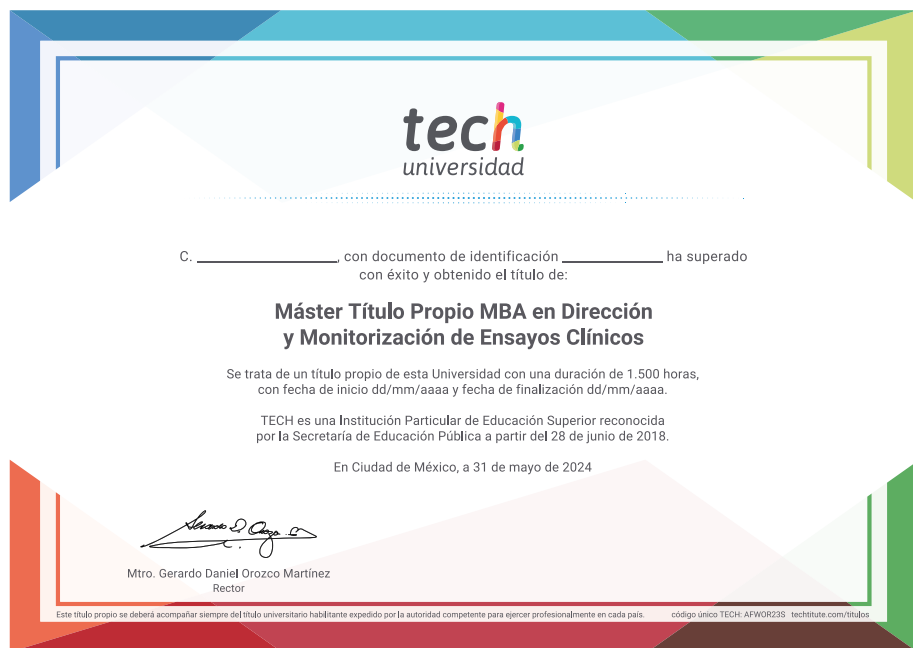 tech
universidad
C. ____________________, con documento de identificación ______________ ha superado
con éxito y obtenido el título de:
Máster Título Propio MBA en Dirección
y Monitorización de Ensayos Clínicos
Se trata de un título propio de esta Universidad con una duración de 1.500 horas,
con fecha de inicio dd/mm/aaaa y fecha de finalización dd/mm/aaaa.
TECH es una Institución Particular de Educación Superior reconocida
por la Secretaría de Educación Pública a partir del 28 de junio de 2018.
En Ciudad de México, a 31 de mayo de 2024
Mtro. Gerardo Daniel Orozco Martínez
Rector
Este título propio se deberá acompañar siempre del título universitario habilitante expedido por la autoridad competente para ejercer profesionalmente en cada país. código único TECH: AFWOR23S techtitute.com/titulos